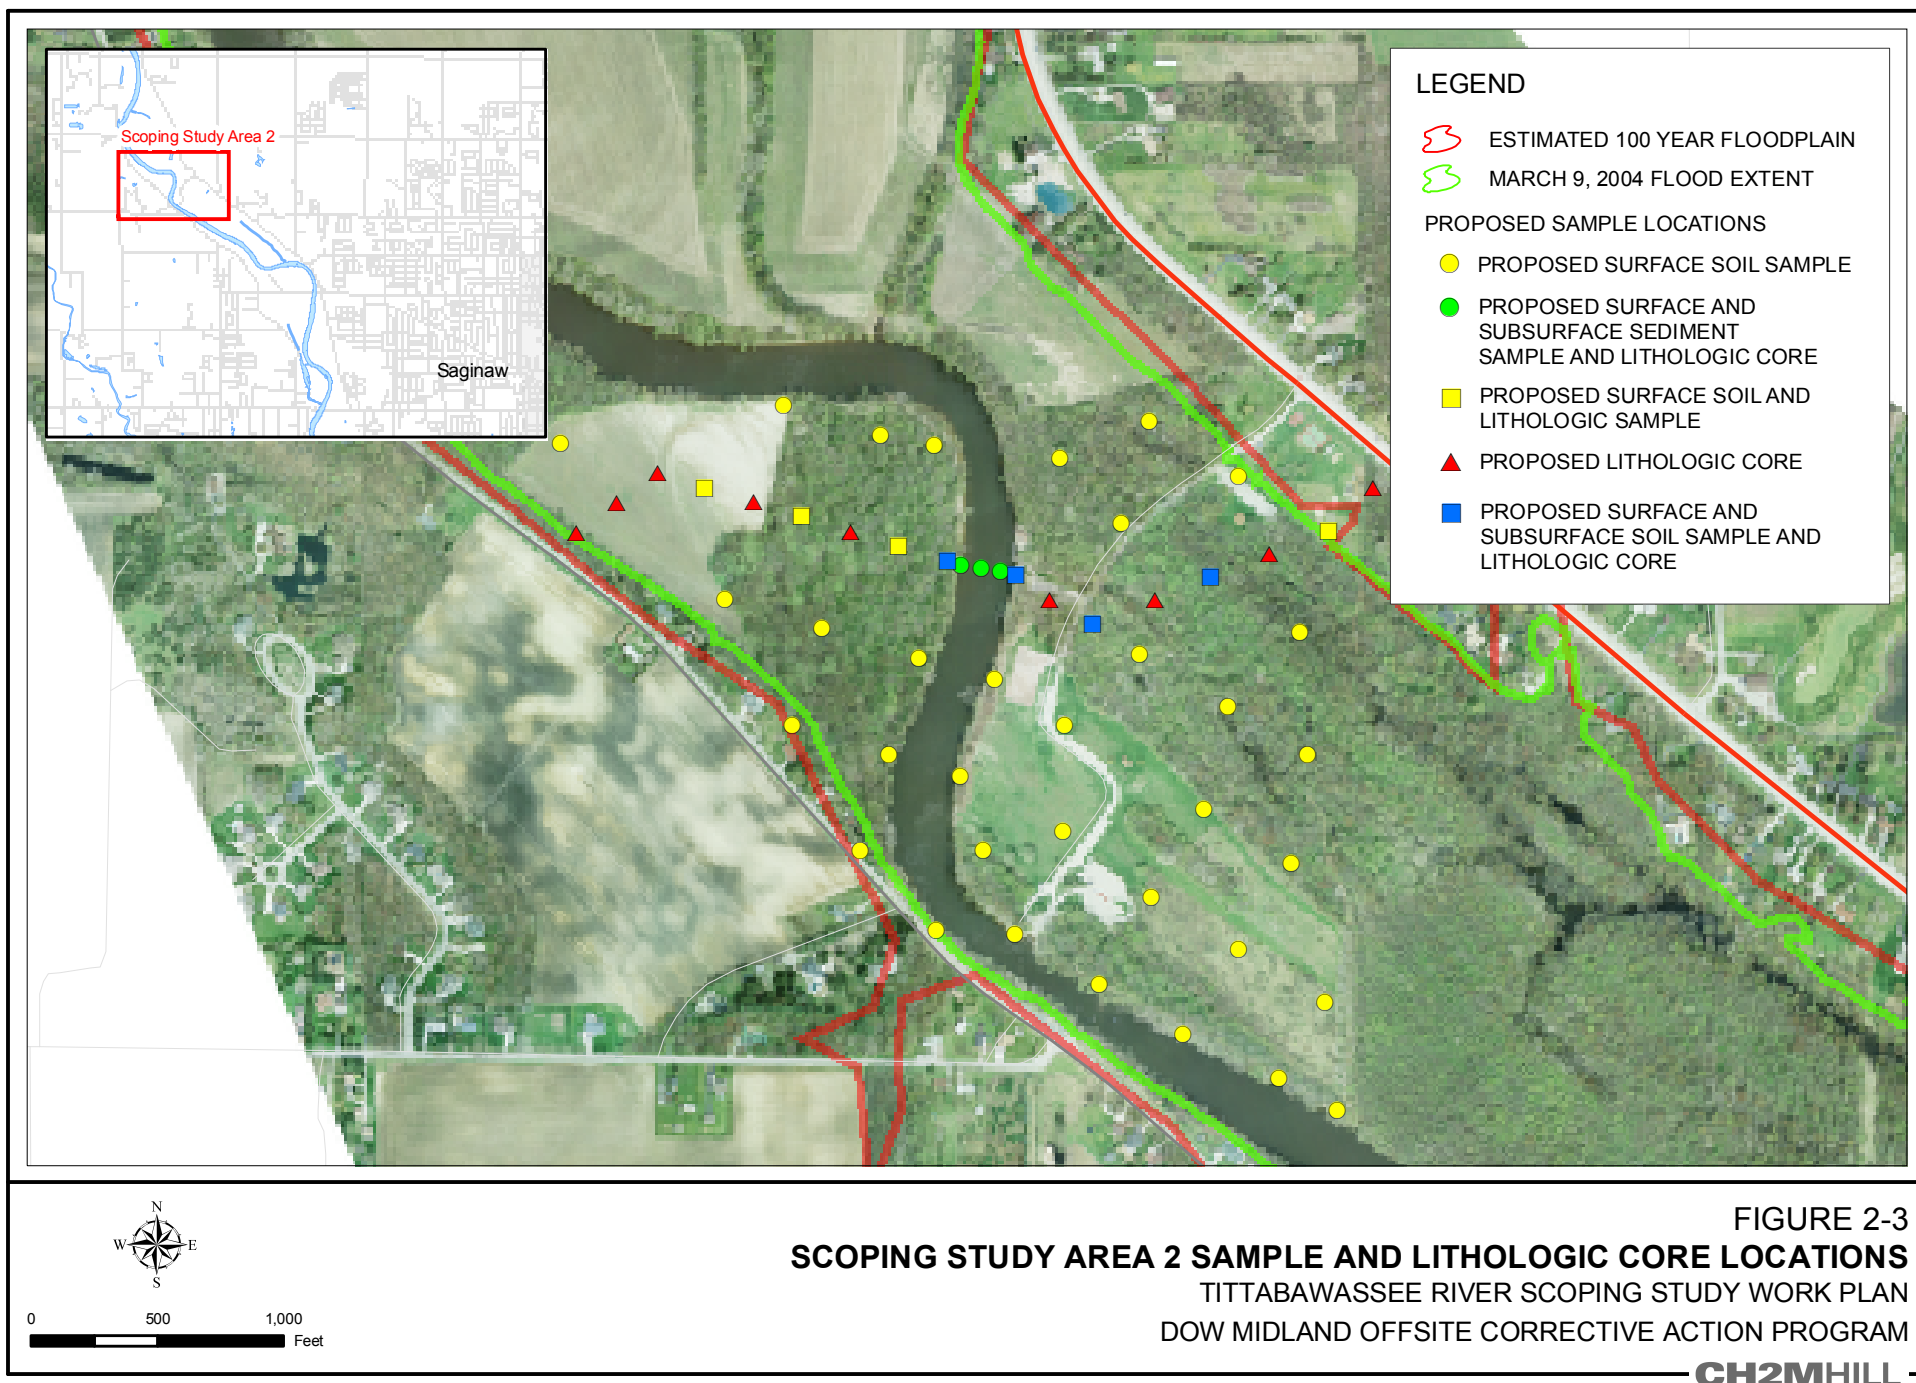 Scoping Study Area 2
Saginaw
LEGEND
ESTIMATED 100 YEAR FLOODPLAIN
MARCH 9, 2004 FLOOD EXTENT
PROPOSED SAMPLE LOCATIONS
PROPOSED SURFACE SOIL SAMPLE
PROPOSED SURFACE AND
SUBSURFACE SEDIMENT
SAMPLE AND LITHOLOGIC CORE
PROPOSED SURFACE SOIL AND
LITHOLOGIC SAMPLE
PROPOSED LITHOLOGIC CORE
PROPOSED SURFACE AND
SUBSURFACE SOIL SAMPLE AND
LITHOLOGIC CORE
N
W E
S
0 500 1,000
Feet
FIGURE 2-3
SCOPING STUDY AREA 2 SAMPLE AND LITHOLOGIC CORE LOCATIONS
TITTABAWASSEE RIVER SCOPING STUDY WORK PLAN
DOW MIDLAND OFFSITE CORRECTIVE ACTION PROGRAM
CH2MHILL